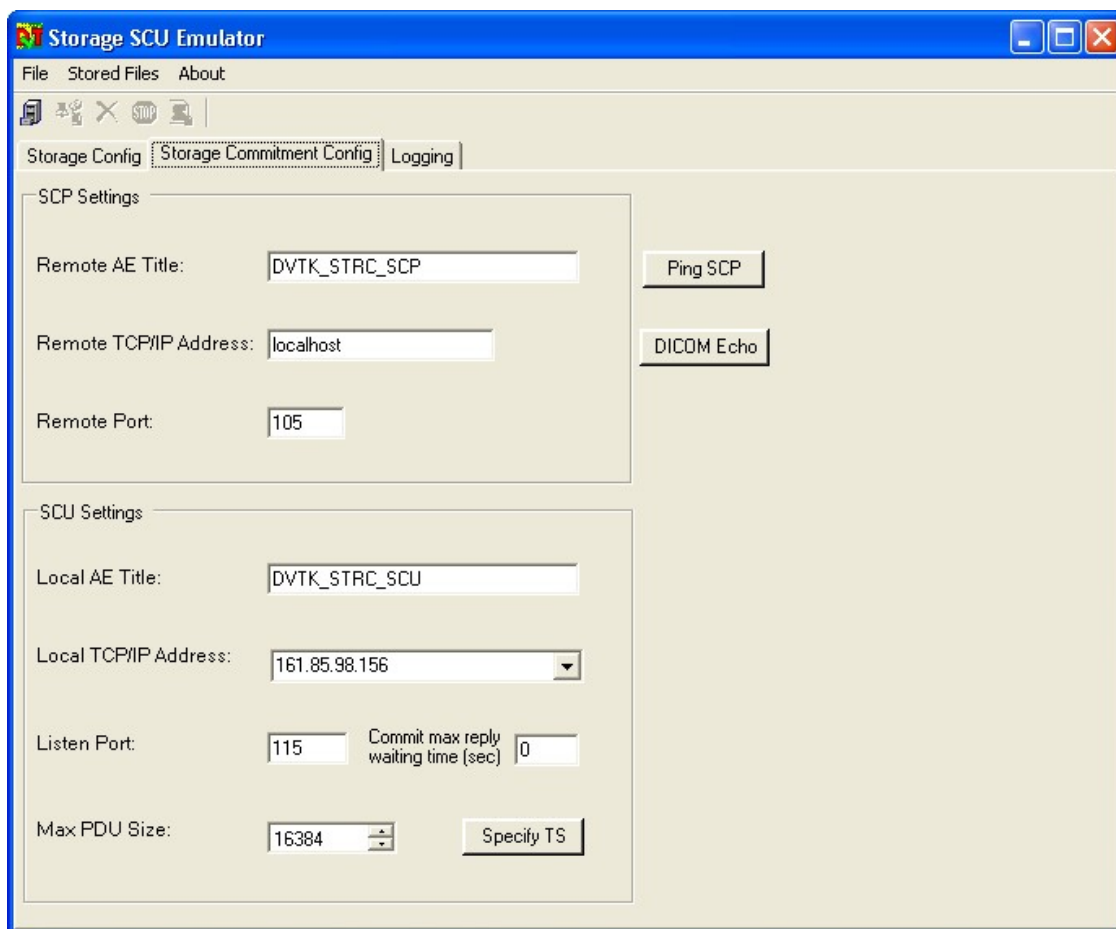 Storage SCU Emulator
File Stored Files About
STOP
Storage Config Storage Commitment Config Logging
SCP Settings
Remote AE Title: DVTK_STRC_SCP Ping SCP
Remote TCP/IP Address: localhost DICOM Echo
Remote Port: 105
SCU Settings
Local AE Title: DVTK_STRC_SCU
Local TCP/IP Address: 161.85.98.156
Listen Port: 115 Commit max reply
waiting time (sec) 0
Max PDU Size: 16384 Specify TS